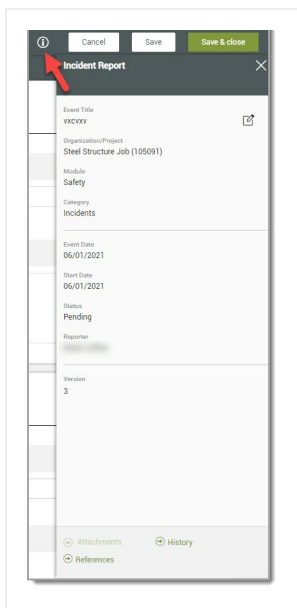 Cancel
Save
Save & close
Incident Report
Event Title
vxcvxv
Organization/Project
Steel Structure Job (105091)
Module
Safety
Category
Incidents
Event Date
06/01/2021
Start Date
06/01/2021
Status
Pending
Reporter
Version
3
Attachments
History
References